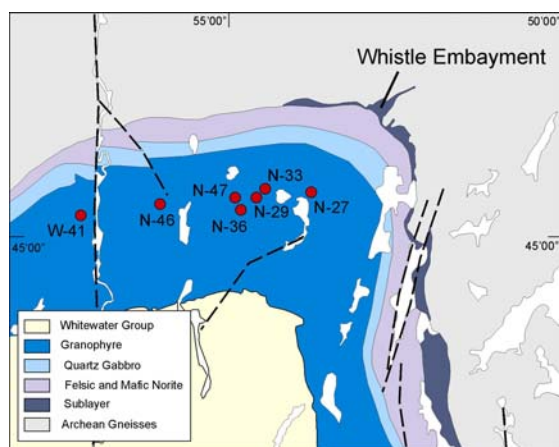 55'00" 50'00"
Whistle Embayment
N-33
N-47
N-46 N-29 N-27
W-41 N-36
45'00" 45'00"
Whitewater Group
Granophyre
Quartz Gabbro
Felsic and Mafic Norite
Sublayer
Archean Gneisses